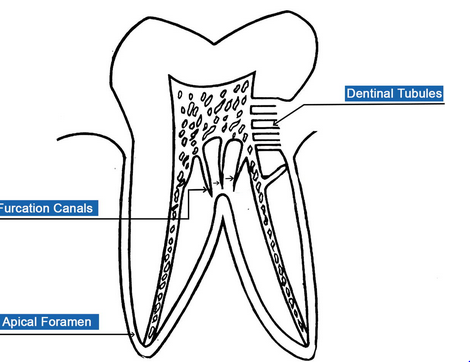 Dentinal Tubules
Furcation Canals
Apical Foramen